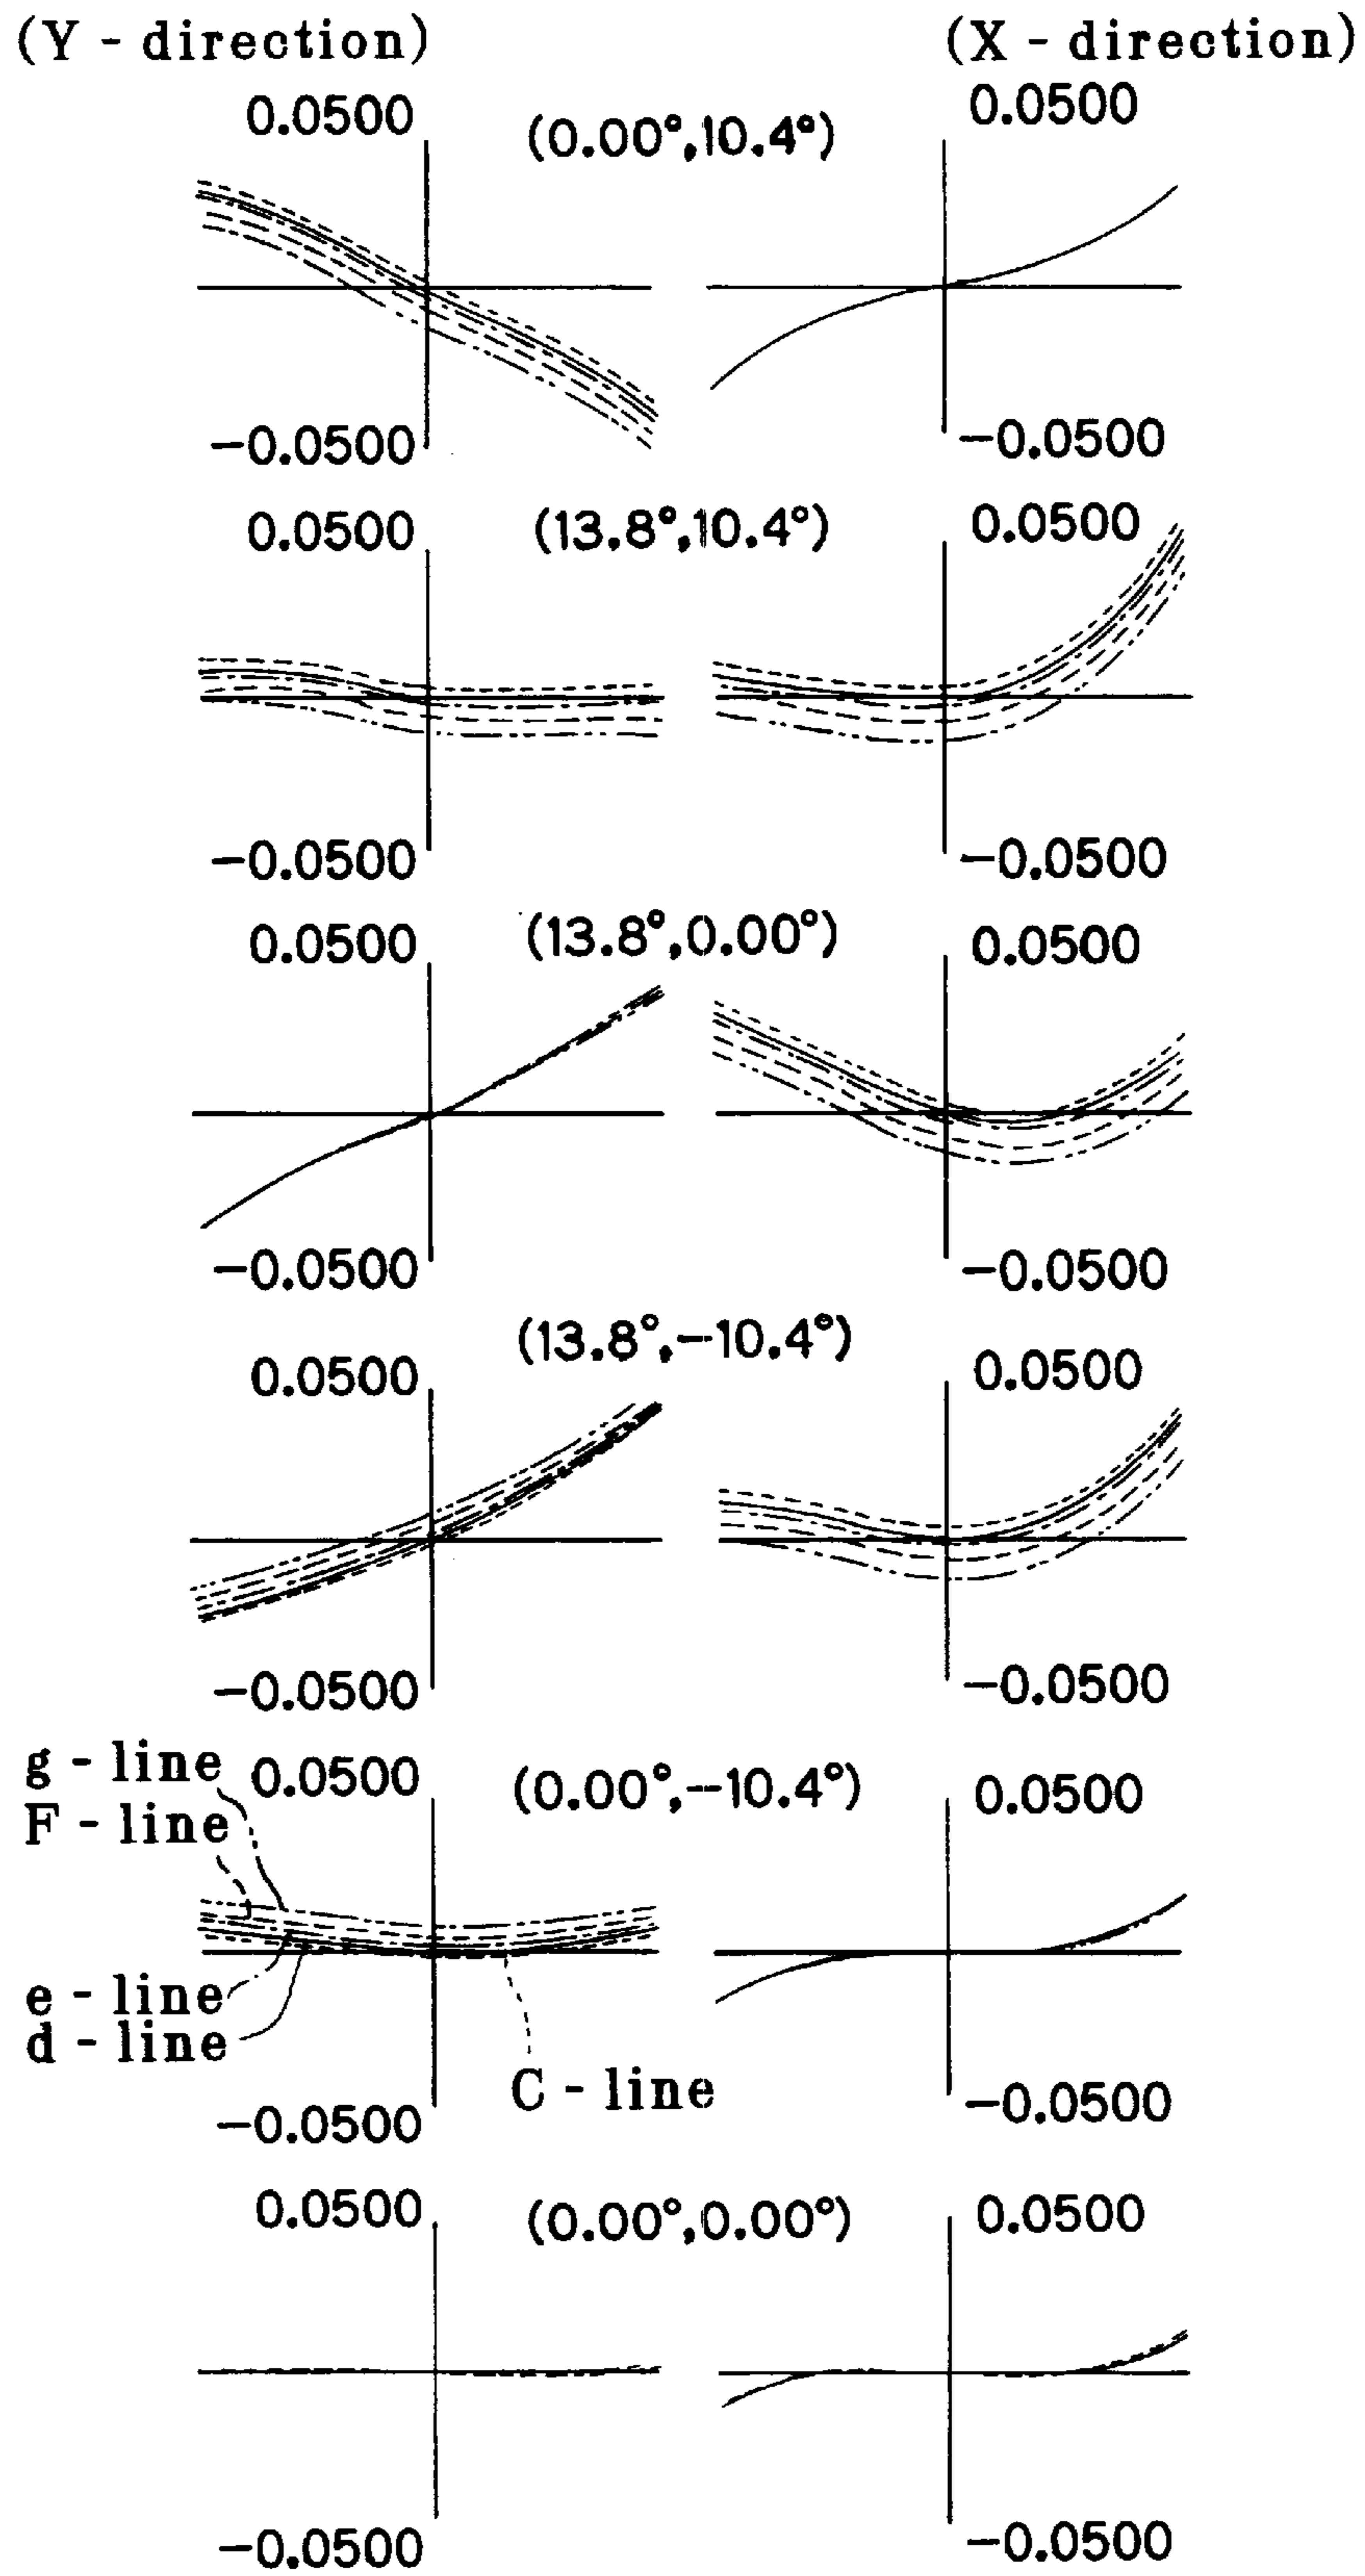 (Y - direction) (X - direction)
0.0500 (0.00°,10.4°) 0.0500
-0.0500 -0.0500
0.0500 (13.8°,10.4°) 0.0500
-0.0500 -0.0500
0.0500 (13.8°,0.00°) 0.0500
-0.0500 -0.0500
0.0500 (13.8°,-10.4°) 0.0500
-0.0500 -0.0500
g - line 0.0500 (0.00°,-10.4°) 0.0500
F - line
e - line
d - line
C - line
-0.0500 -0.0500
0.0500 (0.00°,0.00°) 0.0500
-0.0500 -0.0500